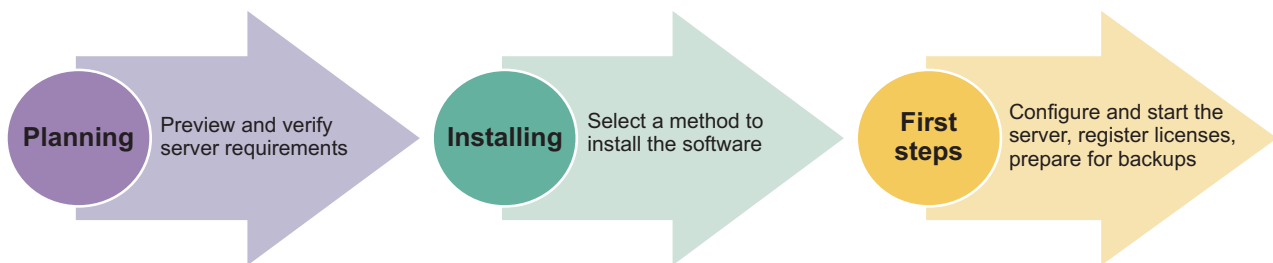 Planning
Preview and verify
server requirements
Installing
Select a method to
install the software
First
steps
Configure and start the
server, register licenses,
prepare for backups